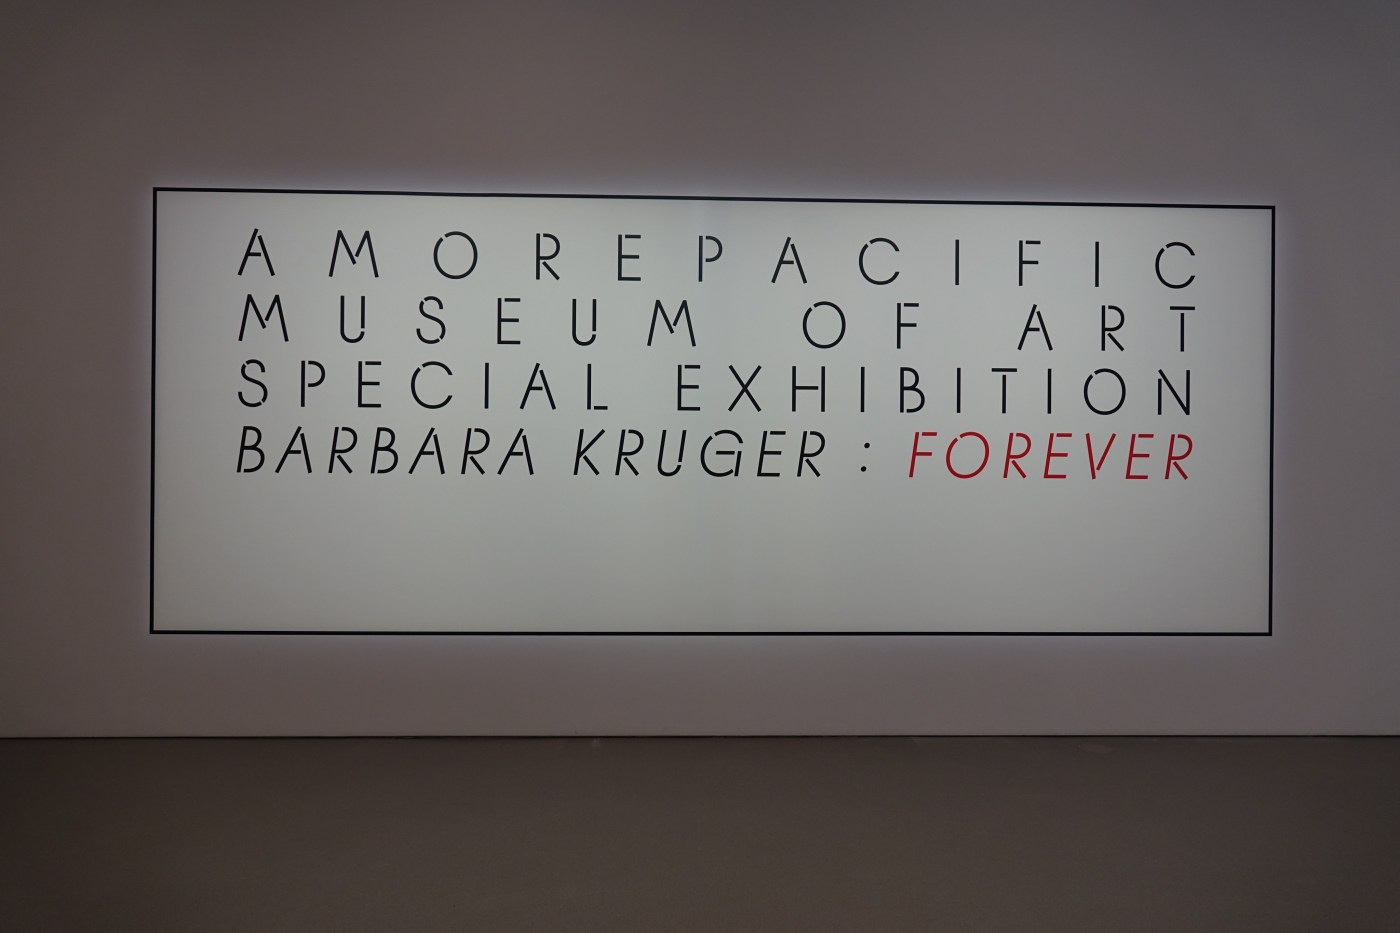 AMOREPACIFIC
MUSEUM OF ART
SPECIAL EXHIBITION
BARBARA KRUGER : FOREVER